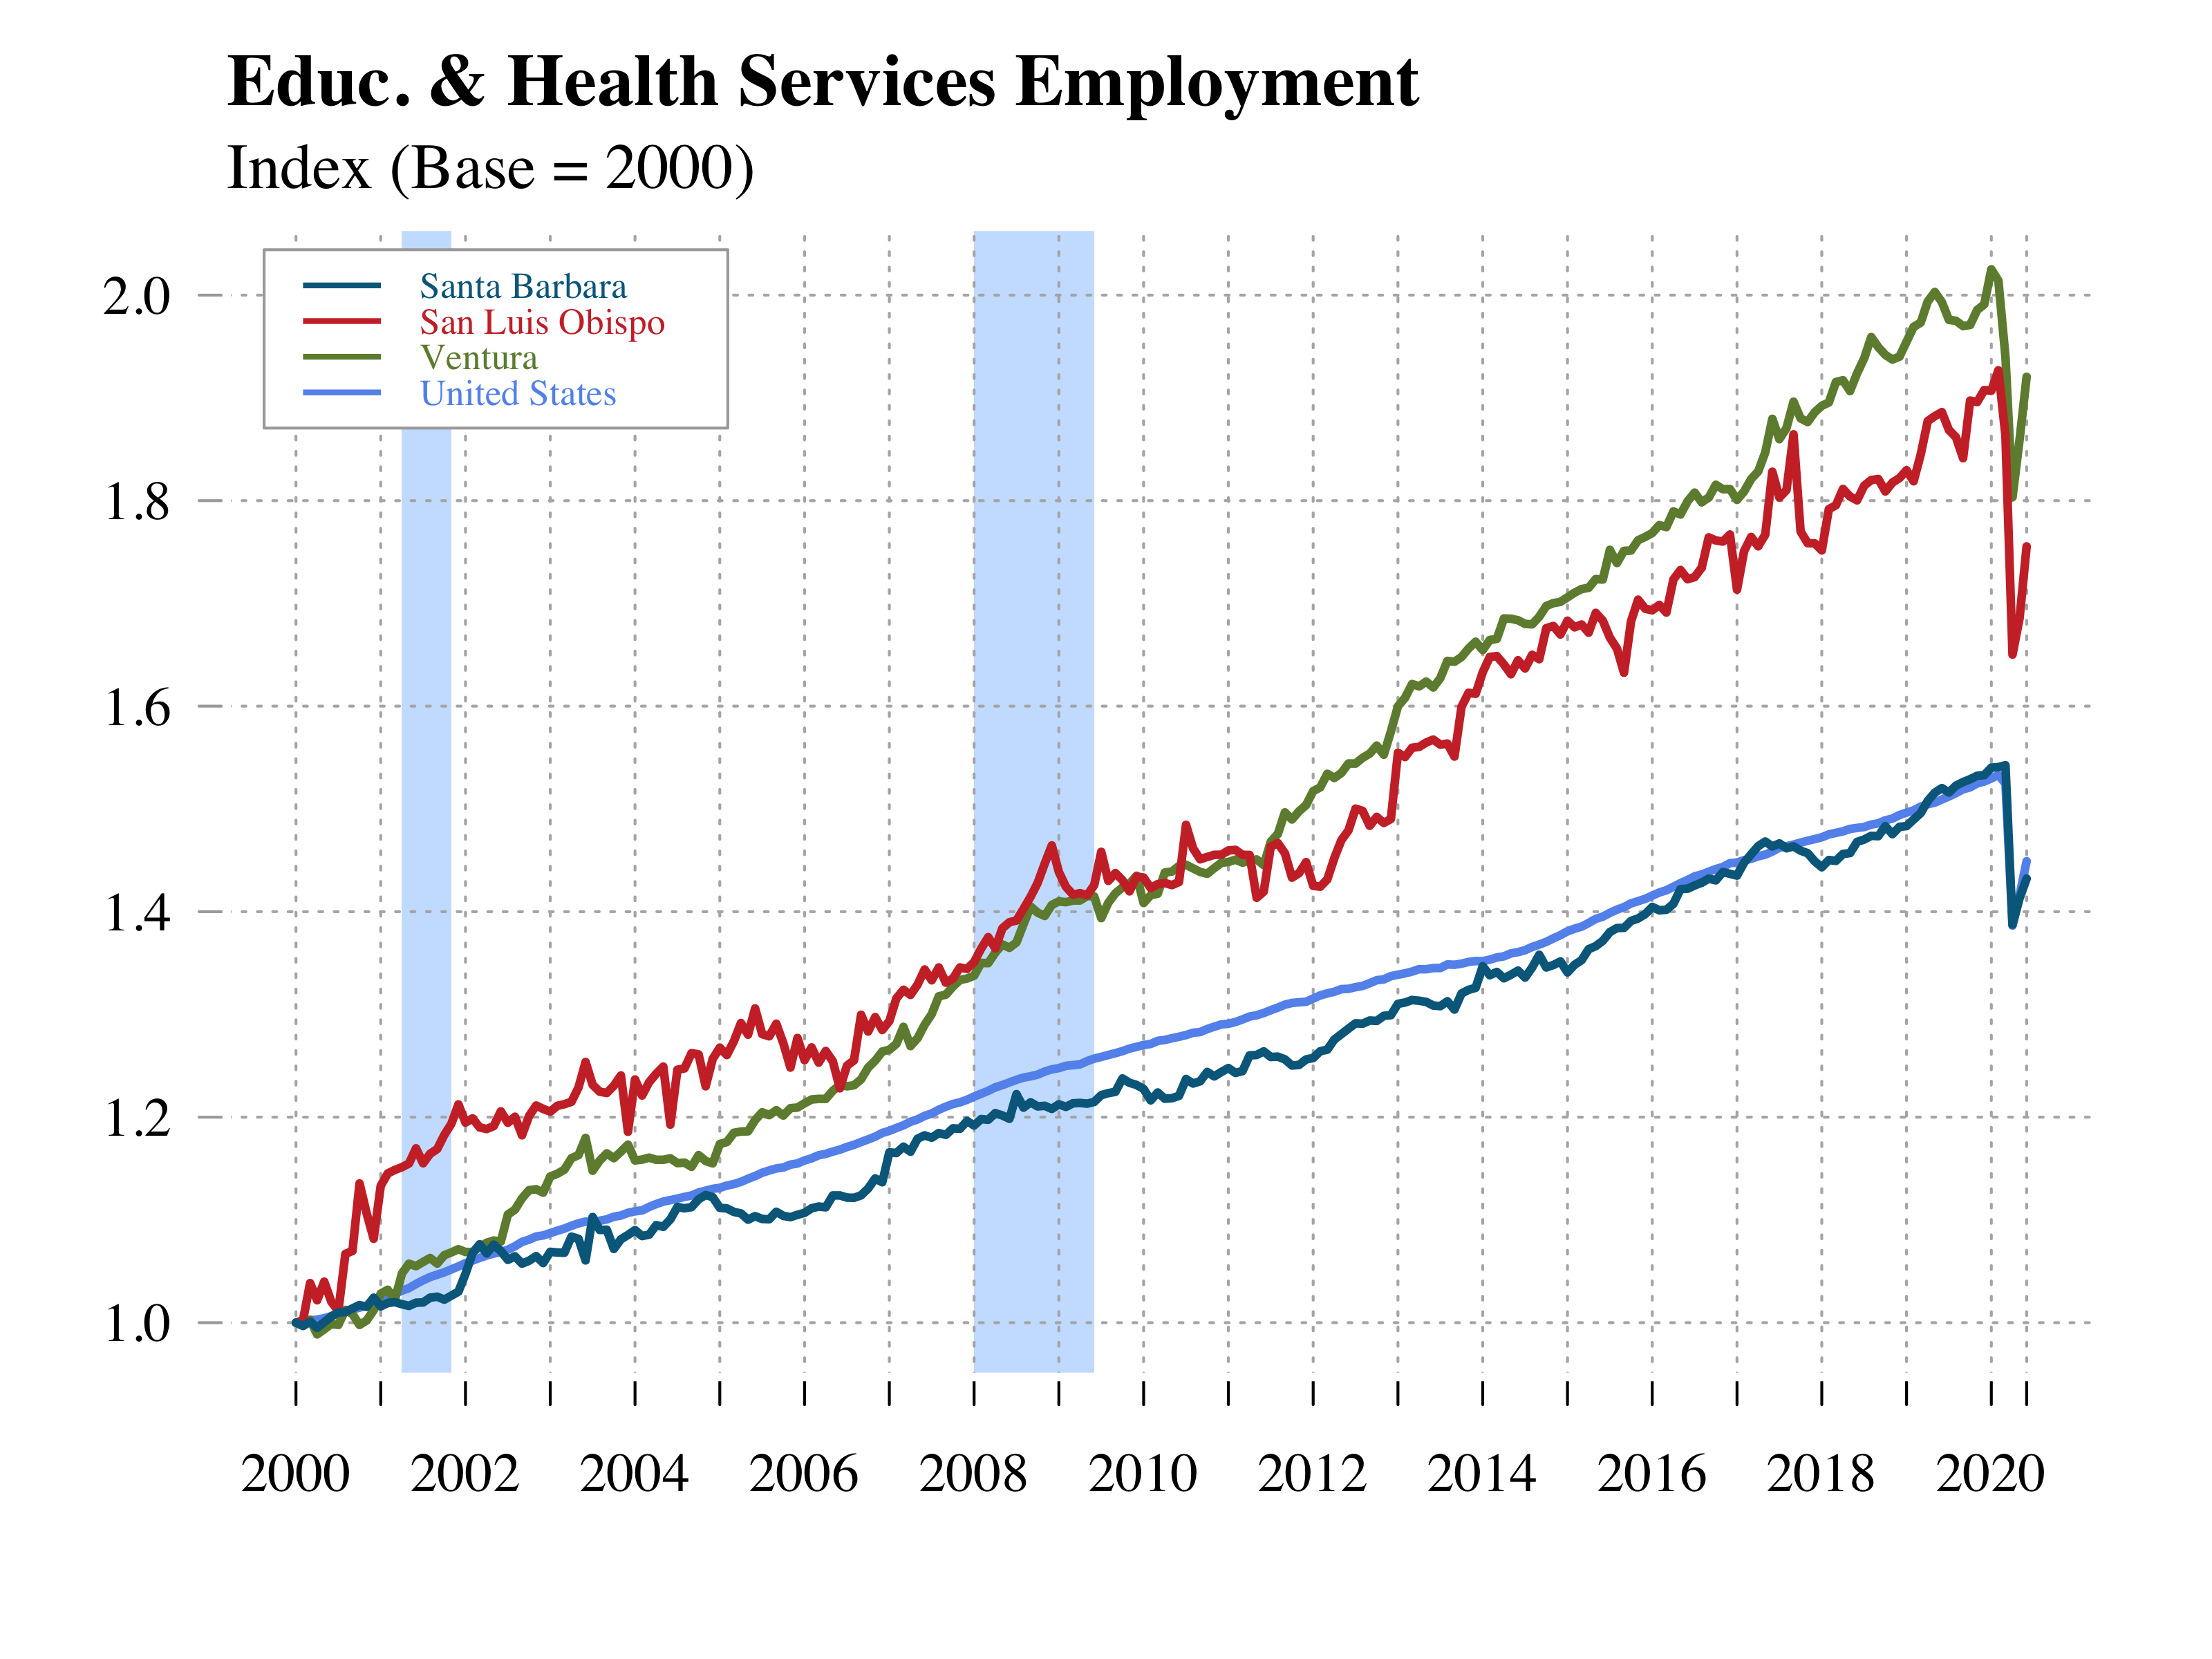 Educ. & Health Services Employment
Index (Base = 2000)
Santa Barbara
San Luis Obispo
Ventura
United States
2.0
1.8
1.6
1.4
1.2
1.0
2000 2002 2004 2006 2008 2010 2012 2014 2016 2018 2020